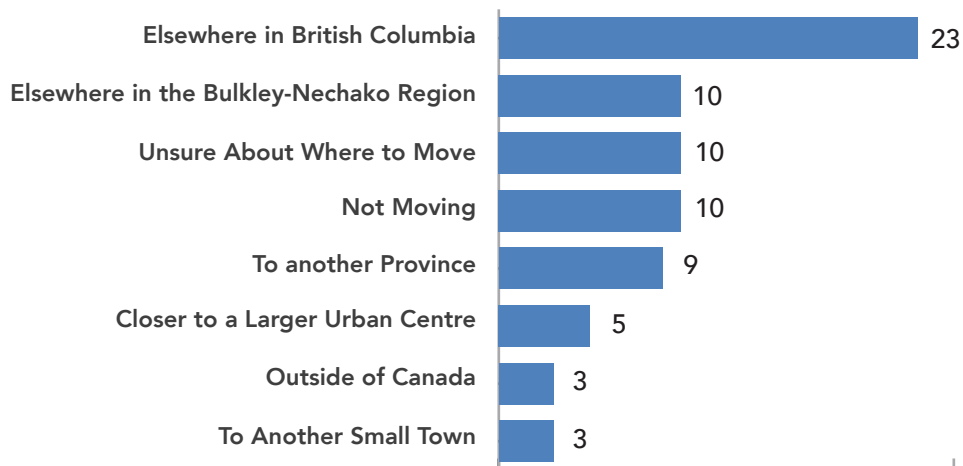 Elsewhere in British Columbia 23
Elsewhere in the Bulkley-Nechako Region 10
Unsure About Where to Move 10
Not Moving 10
To another Province 9
Closer to a Larger Urban Centre 5
Outside of Canada 3
To Another Small Town 3